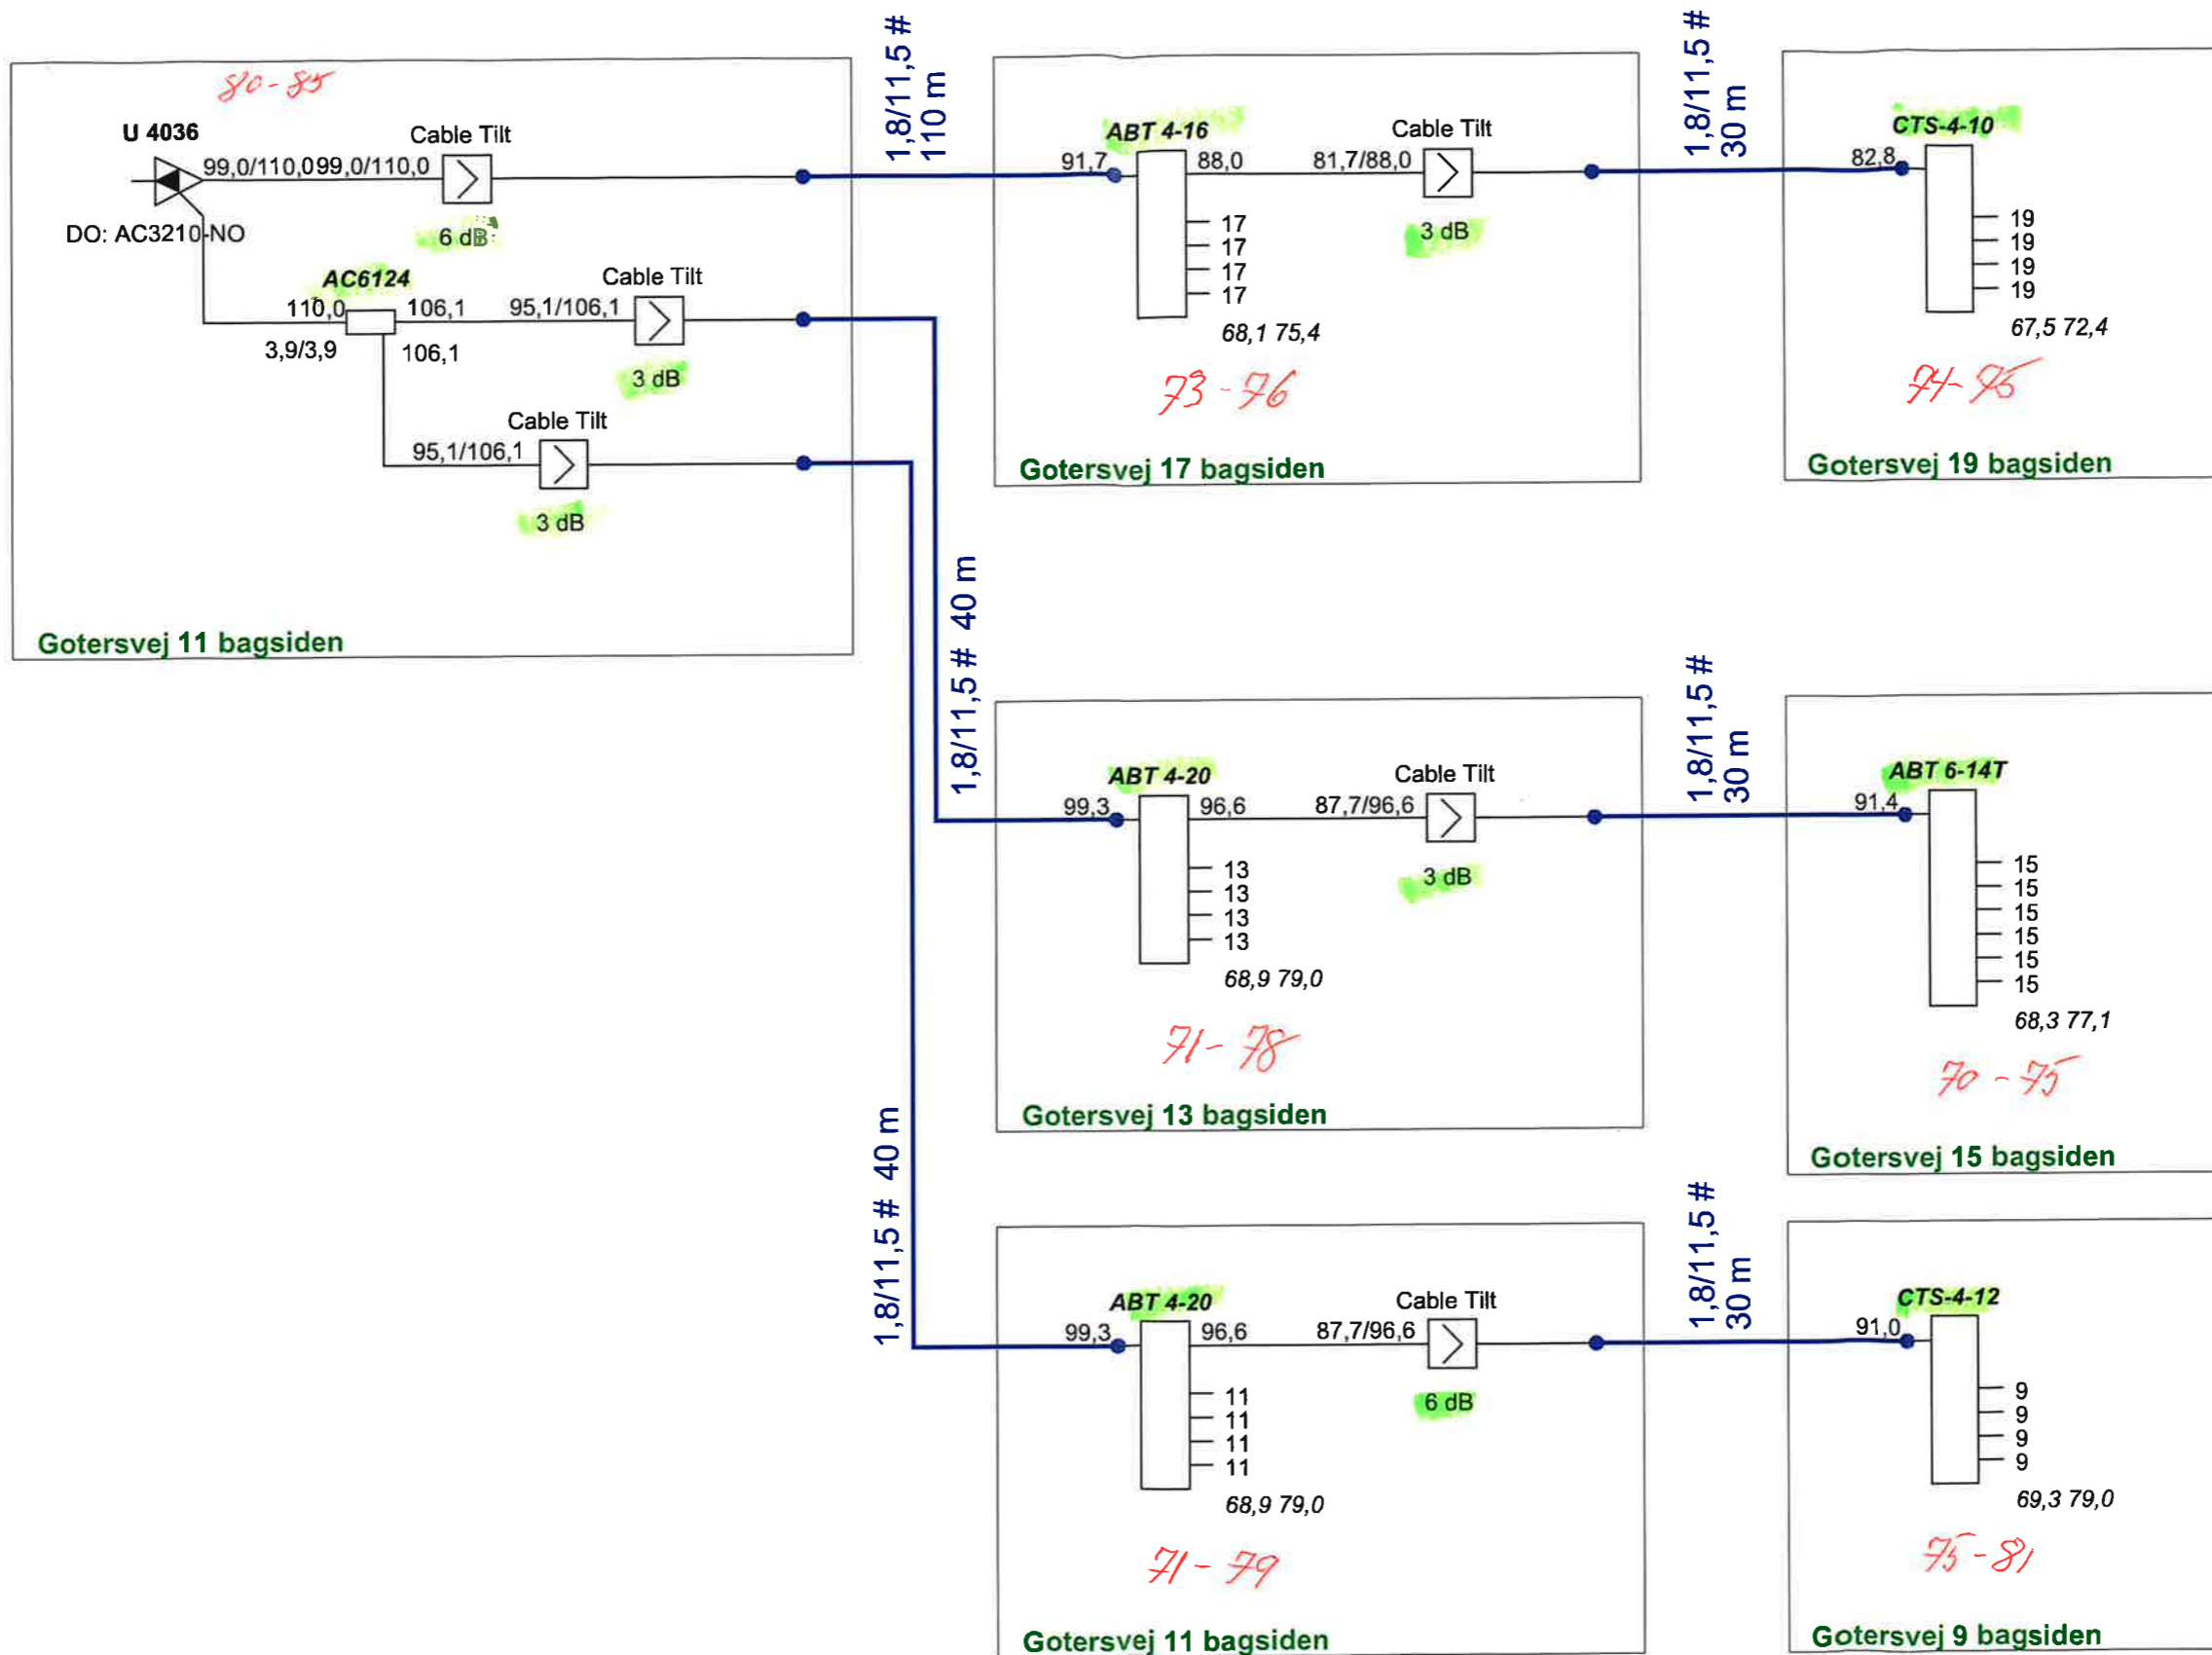 80-85
U 4036
99,0/110,099,0/110,0
Cable Tilt
6 dB
DO: AC3210-NO
AC6124
110,0
106,1
95,1/106,1
Cable Tilt
3,9/3,9
106,1
3 dB
Cable Tilt
95,1/106,1
3 dB
Gotersvej 11 bagsiden
1,8/11,5 #
110 m
ABT 4-16
91,7
88,0
81,7/88,0
Cable Tilt
3 dB
17
17
17
17
68,1 75,4
73-76
Gotersvej 17 bagsiden
1,8/11,5 #
30 m
CTS-4-10
82,8
19
19
19
19
67,5 72,4
74-75
Gotersvej 19 bagsiden
1,8/11,5 # 40 m
ABT 4-20
99,3
96,6
87,7/96,6
Cable Tilt
3 dB
13
13
13
13
68,9 79,0
71-78
Gotersvej 13 bagsiden
1,8/11,5 #
30 m
ABT 6-14T
91,4
15
15
15
15
15
15
68,3 77,1
70-75
Gotersvej 15 bagsiden
1,8/11,5 # 40 m
ABT 4-20
99,3
96,6
87,7/96,6
Cable Tilt
6 dB
11
11
11
11
68,9 79,0
71-79
Gotersvej 11 bagsiden
1,8/11,5 #
30 m
CTS-4-12
91,0
9
9
9
9
69,3 79,0
75-81
Gotersvej 9 bagsiden